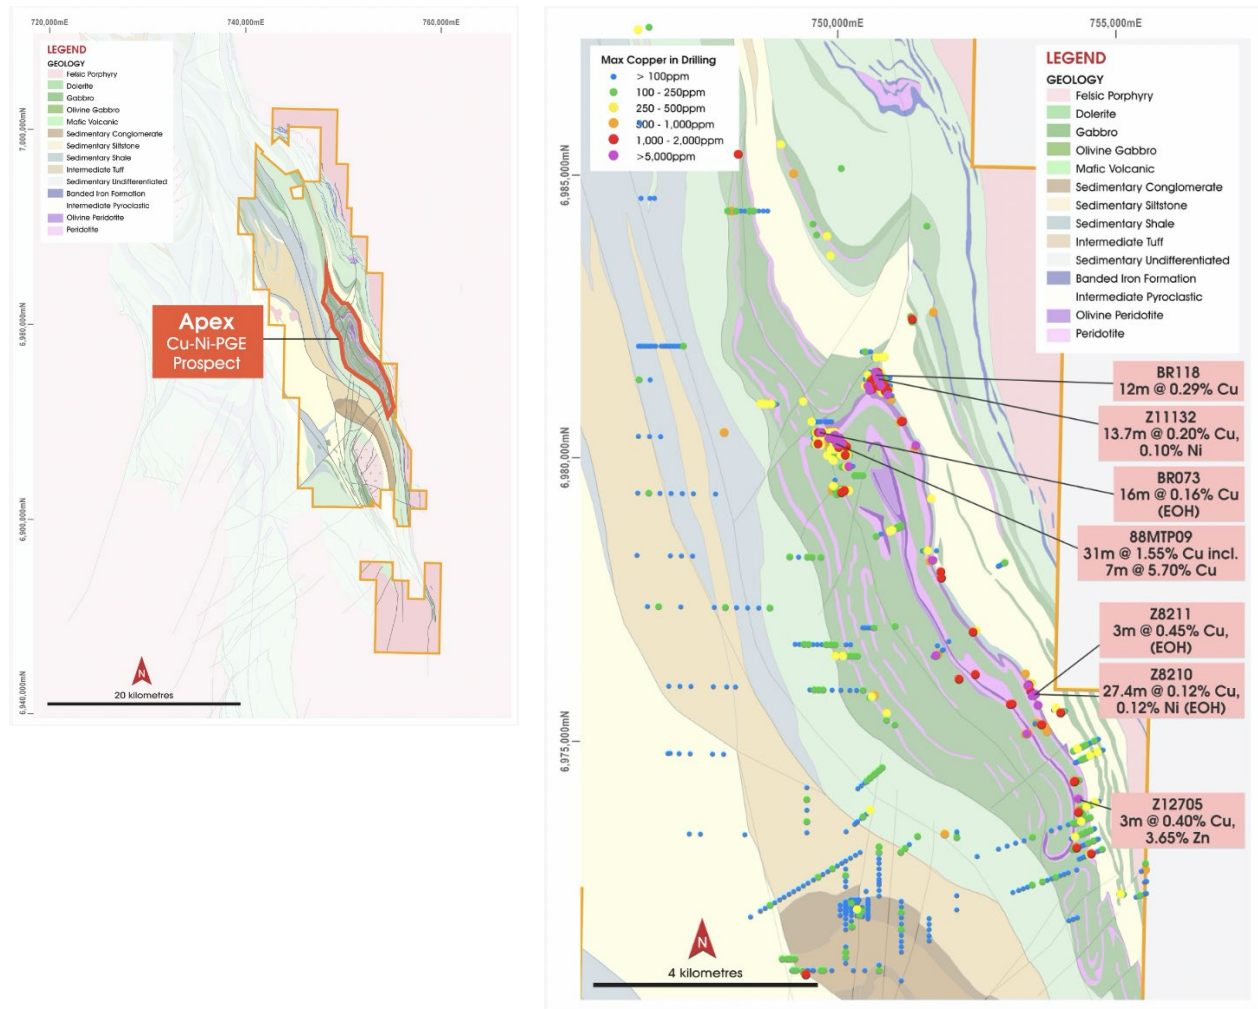 720,000mE
740,000mE
760,000mE
LEGEND
GEOLOGY
Felsic Porphyry
Dolerite
Gabbro
Olivine Gabbro
Mafic Volcanic
Sedimentary Conglomerate
Sedimentary Siltstone
Sedimentary Shale
Intermediate Tuff
Sedimentary Undifferentiated
Banded Iron Formation
Intermediate Pyroclastic
Olivine Peridotite
Peridotite
7,000,000mN
6,980,000mN
6,900,000mN
6,940,000mN
Apex
Cu-Ni-PGE
Prospect
N
20 kilometres
750,000mE
755,000mE
Max Copper in Drilling
> 100ppm
100 - 250ppm
250 - 500ppm
500 - 1,000ppm
1,000 - 2,000ppm
>5,000ppm
LEGEND
GEOLOGY
Felsic Porphyry
Dolerite
Gabbro
Olivine Gabbro
Mafic Volcanic
Sedimentary Conglomerate
Sedimentary Siltstone
Sedimentary Shale
Intermediate Tuff
Sedimentary Undifferentiated
Banded Iron Formation
Intermediate Pyroclastic
Olivine Peridotite
Peridotite
6,985,000mN
6,980,000mN
6,975,000mN
BR118
12m @ 0.29% Cu
Z11132
13.7m @ 0.20% Cu,
0.10% Ni
BR073
16m @ 0.16% Cu
(EOH)
88MTP09
31m @ 1.55% Cu incl.
7m @ 5.70% Cu
Z8211
3m @ 0.45% Cu,
(EOH)
Z8210
27.4m @ 0.12% Cu,
0.12% Ni (EOH)
Z12705
3m @ 0.40% Cu,
3.65% Zn
N
4 kilometres